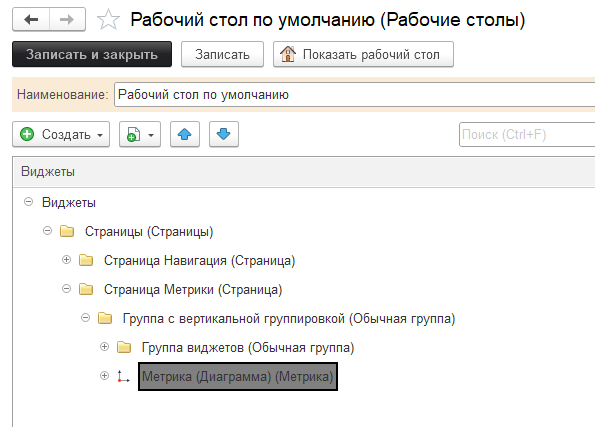 Рабочий стол по умолчанию (Рабочие столы)
Записать и закрыть Записать Показать рабочий стол
Наименование: Рабочий стол по умолчанию
Создать Поиск (Ctrl+F)
Виджеты
Виджеты
Страницы (Страницы)
Страница Навигация (Страница)
Страница Метрики (Страница)
Группа с вертикальной группировкой (Обычная группа)
Группа виджетов (Обычная группа)
Метрика (Диаграмма) (Метрика)